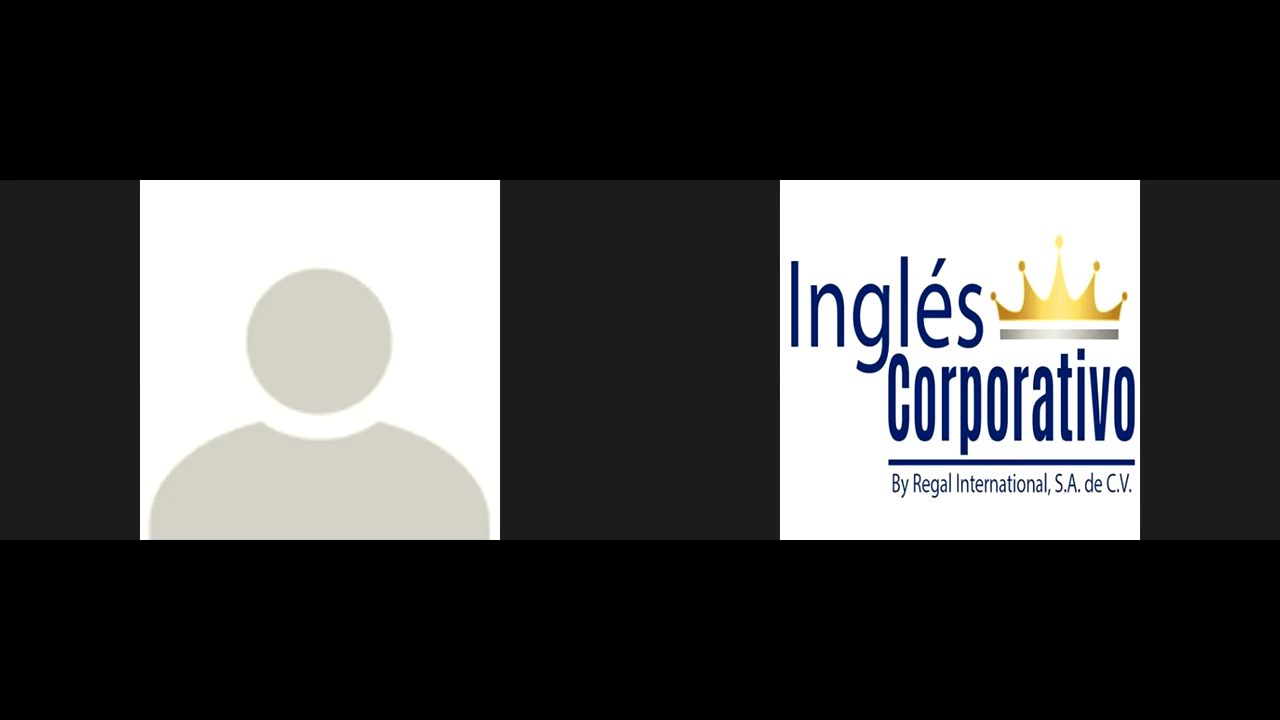 Inglés
Corporativo
By Regal International, S.A. de C.V.